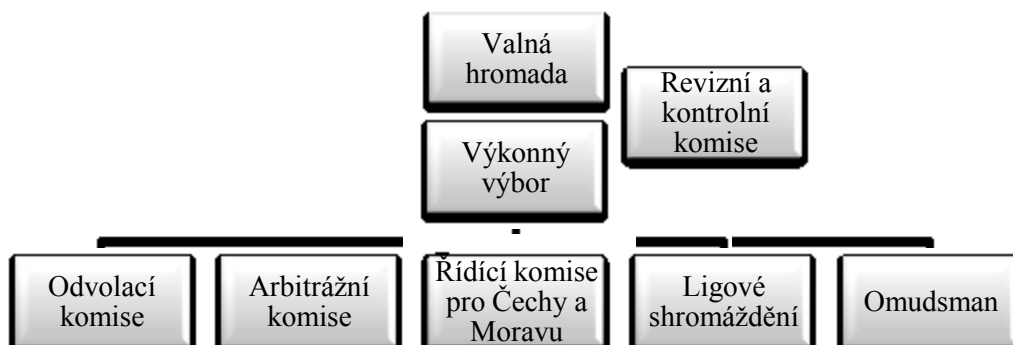 Valná
hromada
Revizní a
kontrolní
komise
Výkonný
výbor
Odvolací
komise
Arbitrážní
komise
Řídící komise
pro Čechy a
Moravu
Ligové
shromáždění
Omudsman